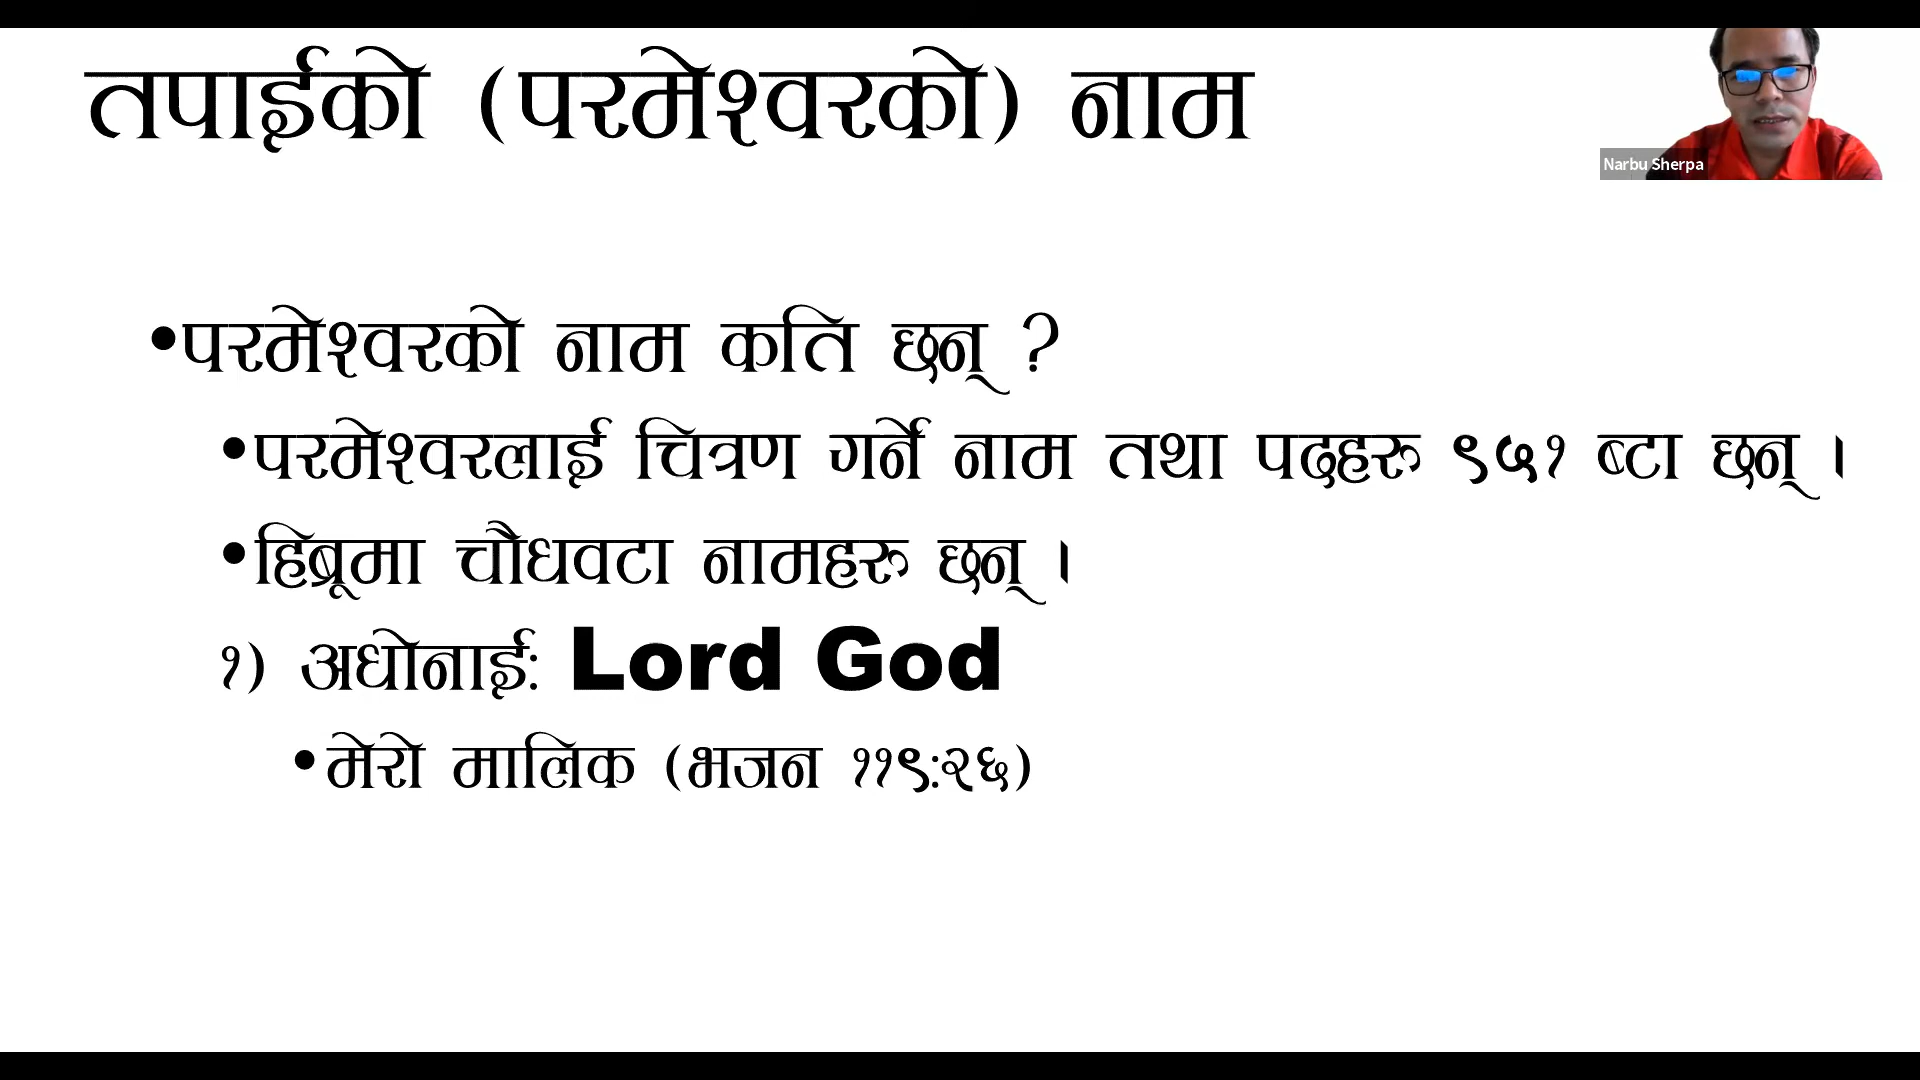 तपाईको (परमेश्वरको) नाम
Narbu Sherpa
•परमेश्वरको नाम कति छन् ?
•परमेश्वरलाई चित्रण गर्ने नाम तथा पदहरु ९५१ ब्टा छन् ।
•हिब्रूमा चौधवटा नामहरु छन् ।
१) अधोनाई: Lord God
•मेरो मालिक (भजन ११९:२६)